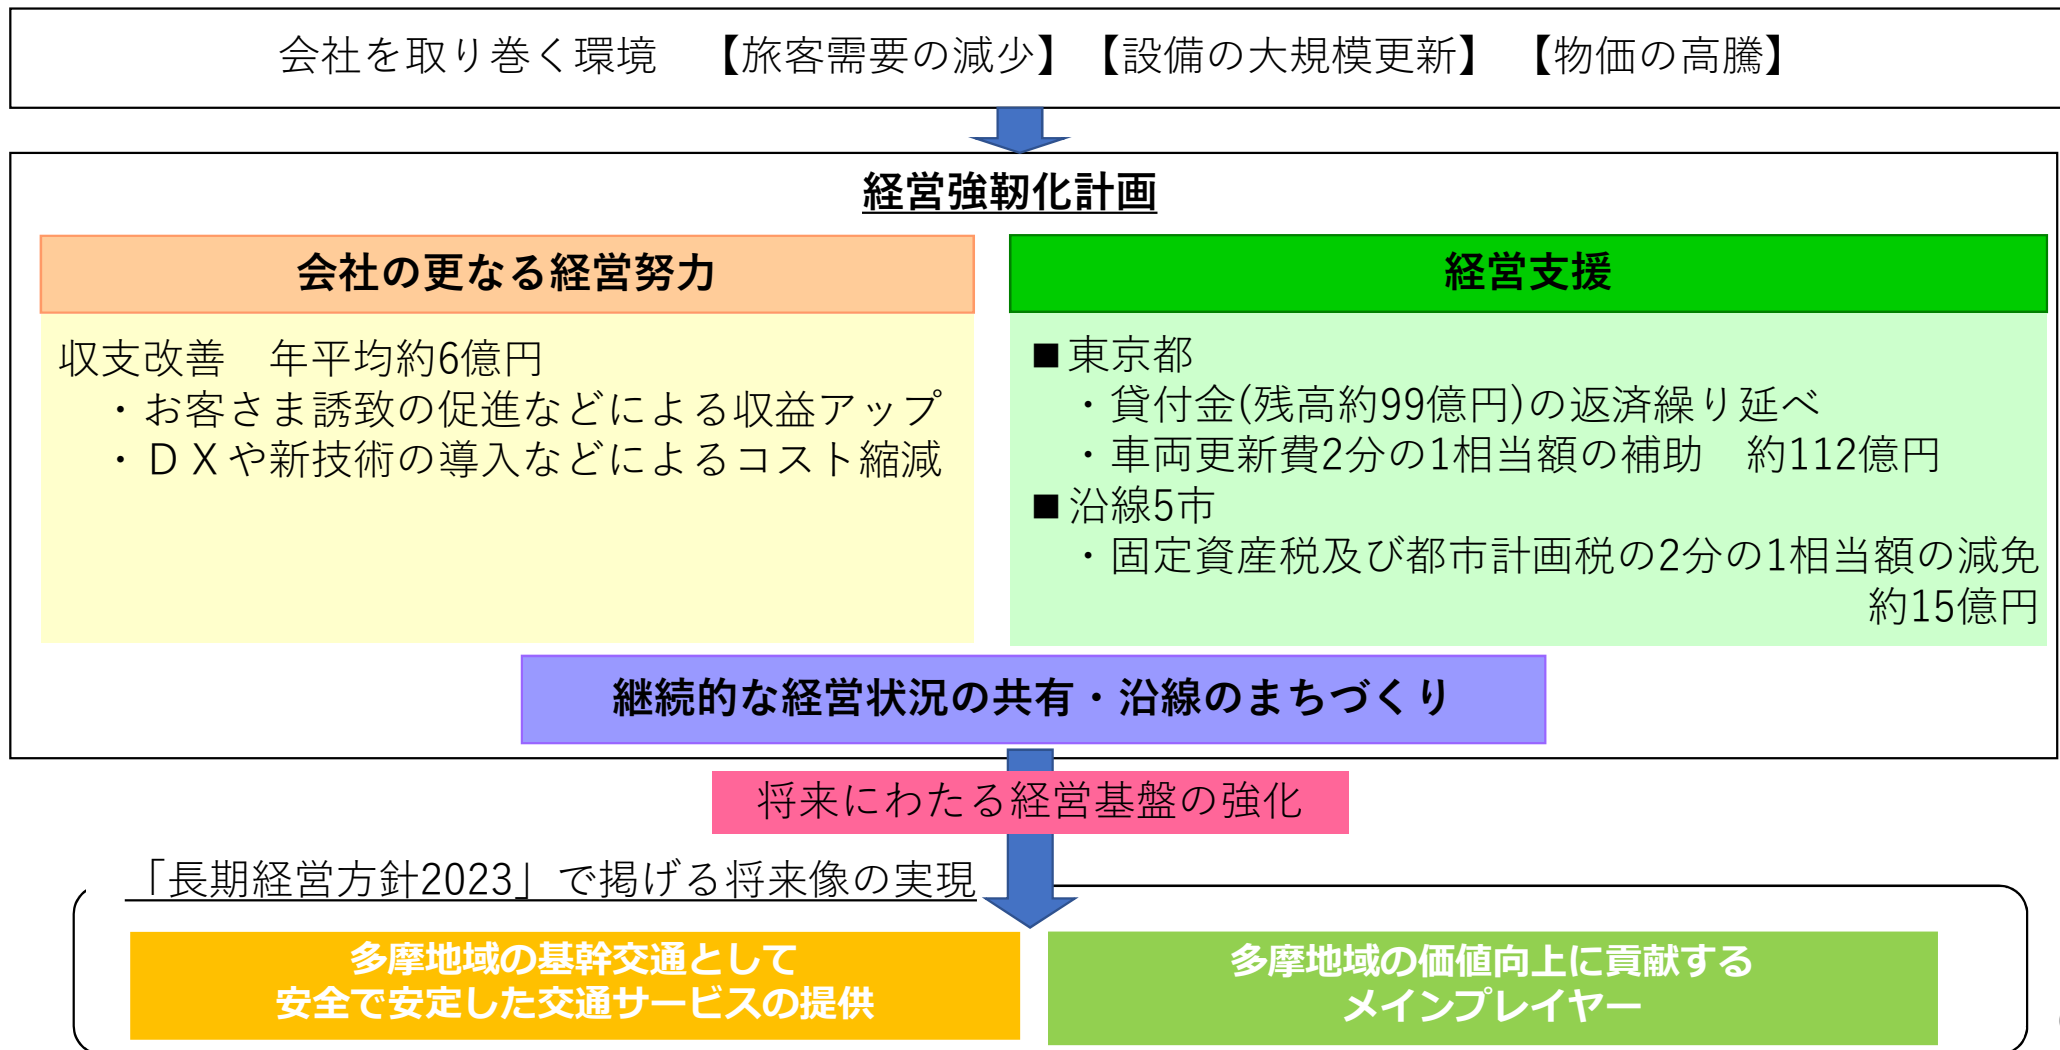 会社を取り巻く環境　【旅客需要の減少】【設備の大規模更新】【物価の高騰】
経営強靭化計画
会社の更なる経営努力
収支改善　年平均約6億円
・お客さま誘致の促進などによる収益アップ
・ＤＸや新技術の導入などによるコスト縮減
経営支援
■東京都
・貸付金(残高約99億円)の返済繰り延べ
・車両更新費2分の1相当額の補助　約112億円
■沿線5市
・固定資産税及び都市計画税の2分の1相当額の減免
約15億円
継続的な経営状況の共有・沿線のまちづくり
将来にわたる経営基盤の強化
「長期経営方針2023」で掲げる将来像の実現
多摩地域の基幹交通として
安全で安定した交通サービスの提供
多摩地域の価値向上に貢献する
メインプレイヤー